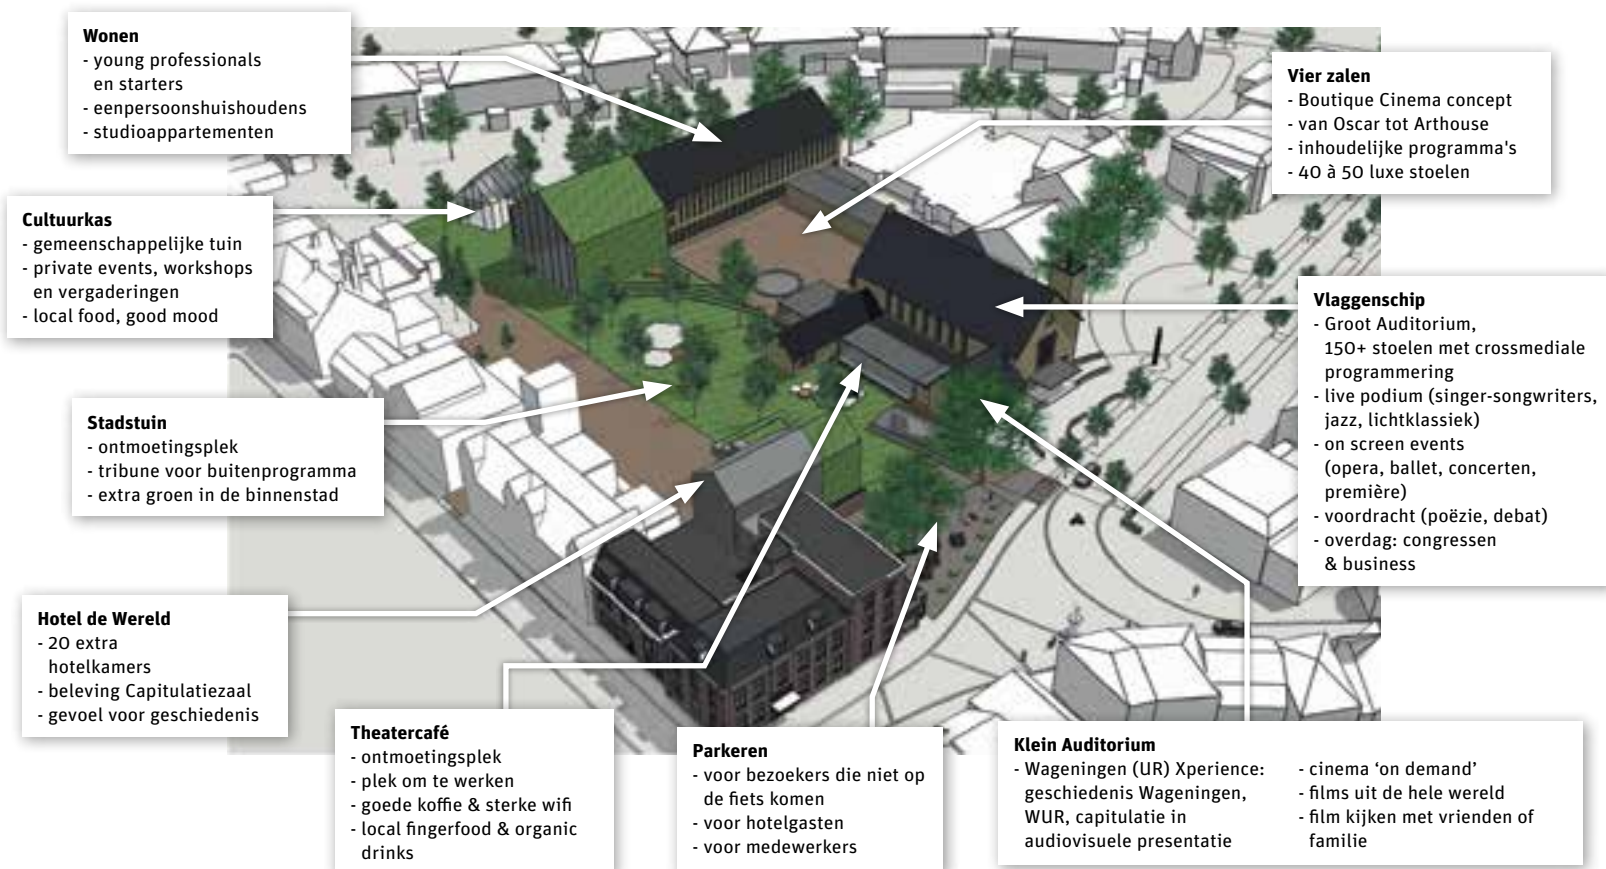 Wonen
- young professionals
en starters
- eenpersoonshuishoudens
- studioappartementen
Vier zalen
- Boutique Cinema concept
- van Oscar tot Arthouse
- inhoudelijke programma's
- 40 à 50 luxe stoelen
Cultuurkas
- gemeenschappelijke tuin
- private events, workshops
en vergaderingen
- local food, good mood
Vlaggenschip
- Groot Auditorium,
150+ stoelen met crossmediale
programmering
- live podium (singer-songwriters,
jazz, lichtklassiek)
- on screen events
(opera, ballet, concerten,
première)
- voordracht (poëzie, debat)
- overdag: congressen
& business
Stadstuin
- ontmoetingsplek
- tribune voor buitenprogramma
- extra groen in de binnenstad
Hotel de Wereld
- 20 extra
hotelkamers
- beleving Capitulatiezaal
- gevoel voor geschiedenis
Theatercafé
- ontmoetingsplek
- plek om te werken
- goede koffie & sterke wifi
- local fingerfood & organic
drinks
Parkeren
- voor bezoekers die niet op
de fiets komen
- voor hotelgasten
- voor medewerkers
Klein Auditorium
- Wageningen (UR) Xperience:
geschiedenis Wageningen,
WUR, capitulatie in
audiovisuele presentatie
- cinema ‘on demand’
- films uit de hele wereld
- film kijken met vrienden of
familie